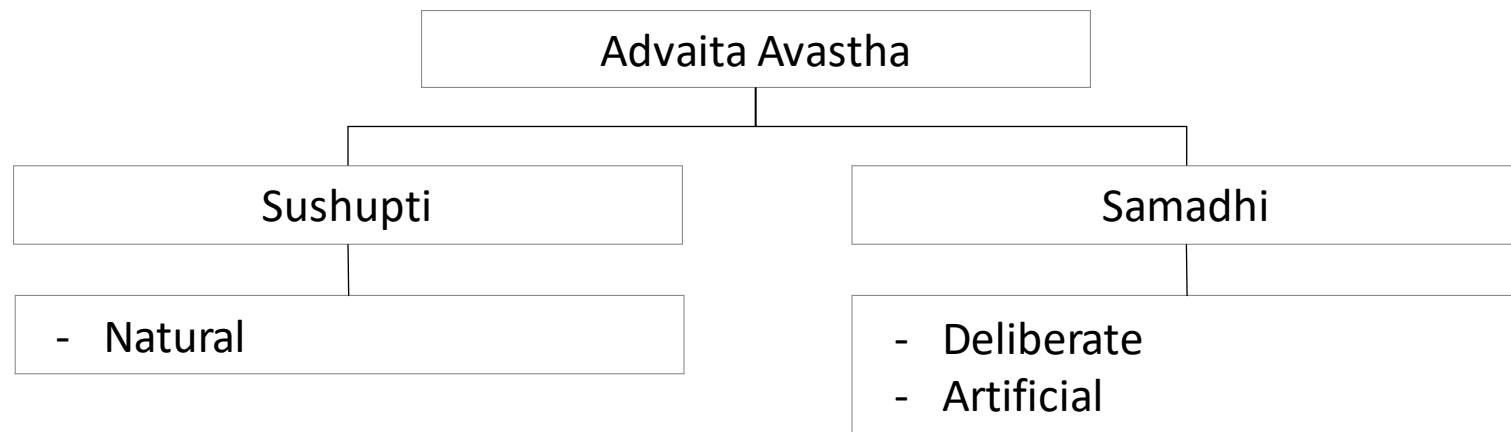 Advaita Avastha
Sushupti
Samadhi
- Natural
- Deliberate
- Artificial